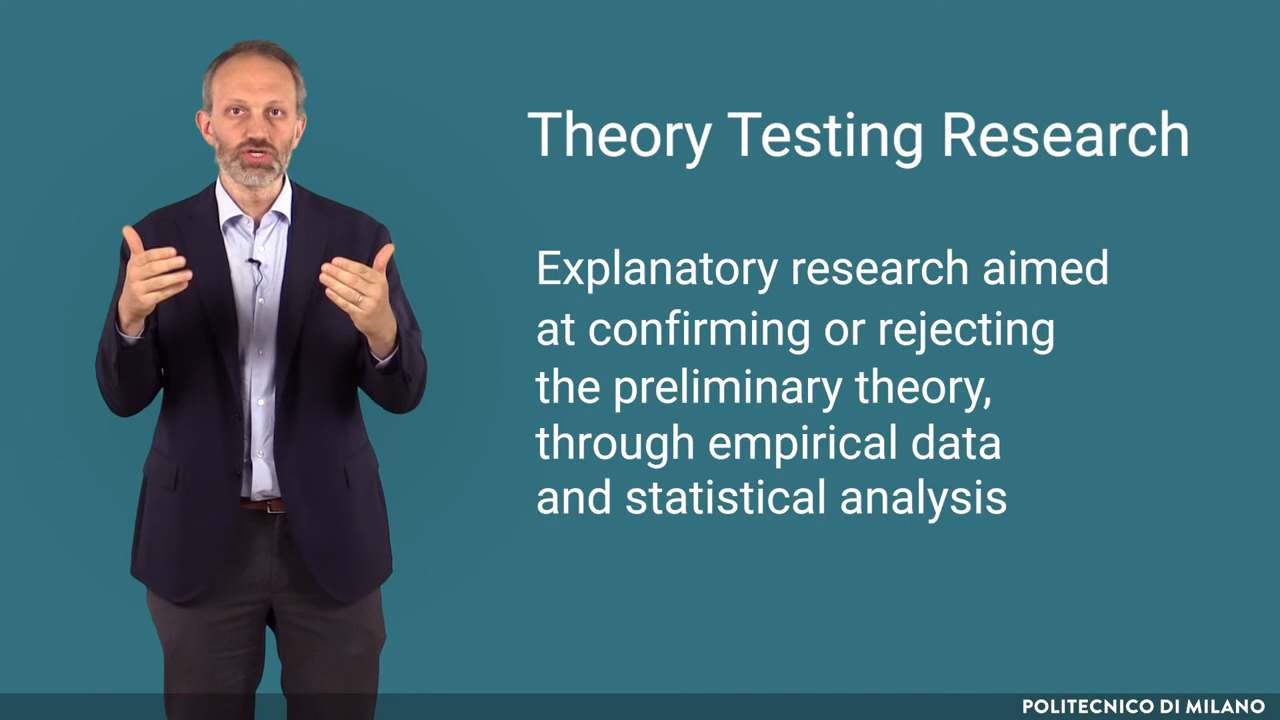 Theory Testing Research
Explanatory research aimed
at confirming or rejecting
the preliminary theory,
through empirical data
and statistical analysis
POLITECNICO DI MILANO